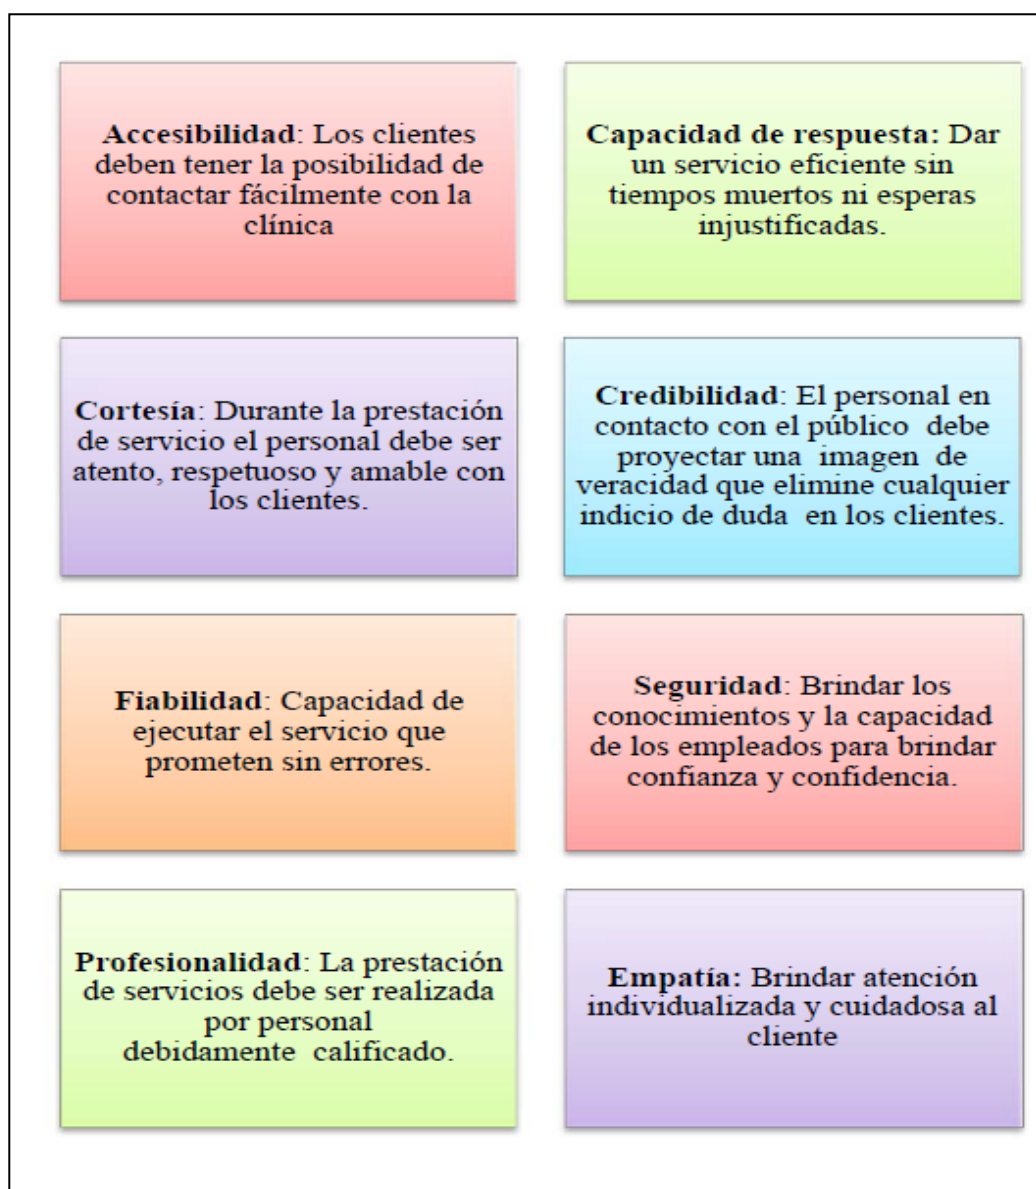 Accesibilidad: Los clientes
deben tener la posibilidad de
contactar fácilmente con la
clínica
Capacidad de respuesta: Dar
un servicio eficiente sin
tiempos muertos ni esperas
injustificadas.
Cortesía: Durante la prestación
de servicio el personal debe ser
atento, respetuoso y amable con
los clientes.
Credibilidad: El personal en
contacto con el público debe
proyectar una imagen de
veracidad que elimine cualquier
indicio de duda en los clientes.
Fiabilidad: Capacidad de
ejecutar el servicio que
prometen sin errores.
Seguridad: Brindar los
conocimientos y la capacidad
de los empleados para brindar
confianza y confidencia.
Profesionalidad: La prestación
de servicios debe ser realizada
por personal
debidamente calificado.
Empatía: Brindar atención
individualizada y cuidadosa al
cliente